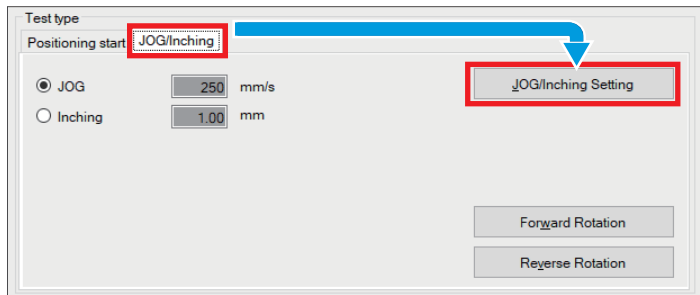 Test type
Positioning start JOG/Inching
JOG 250 mm/s JOG/Inching Setting
Inching 1.00 mm
Forward Rotation
Reverse Rotation